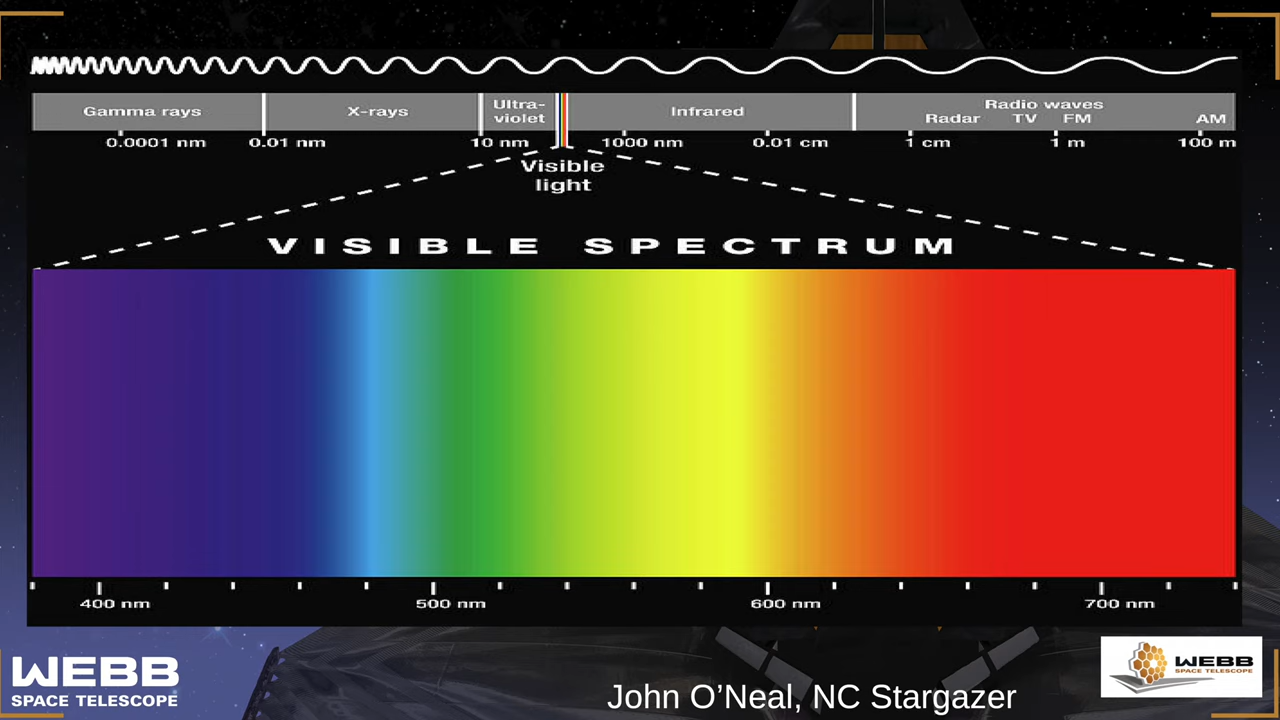 Gamma rays
X-rays
Ultra-
violet
Infrared
Radio waves
Radar TV FM AM
0.0001 nm 0.01 nm 10 nm 1000 nm 0.01 cm 1 cm 1 m 100 m
Visible
light
VISIBLE SPECTRUM
400 nm 500 nm 600 nm 700 nm
WEBB
SPACE TELESCOPE
John O’Neal, NC Stargazer
WEBB
SPACE TELESCOPE